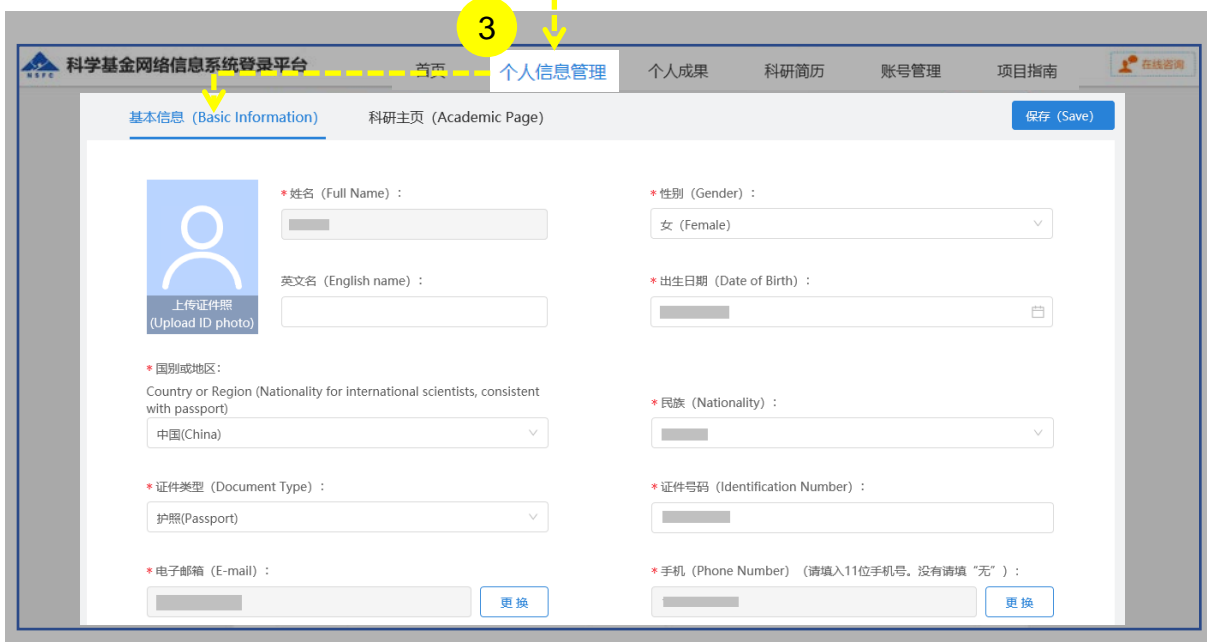 3
NSFC 科学基金网络信息系统登录平台 首页 个人信息管理 个人成果 科研简历 账号管理 项目指南 在线咨询
基本信息（Basic Information） 科研主页（Academic Page） 保存（Save）
*姓名（Full Name）： *性别（Gender）：
女（Female）
英文名（English name）： *出生日期（Date of Birth）：
上传证件照
(Upload ID photo)
*国别或地区：
Country or Region (Nationality for international scientists, consistent
with passport) *民族（Nationality）：
中国(China)
*证件类型（Document Type）： *证件号码（Identification Number）：
护照(Passport)
*电子邮箱（E-mail）： *手机（Phone Number）（请填入11位手机号。没有请填“无”）：
更换 更换